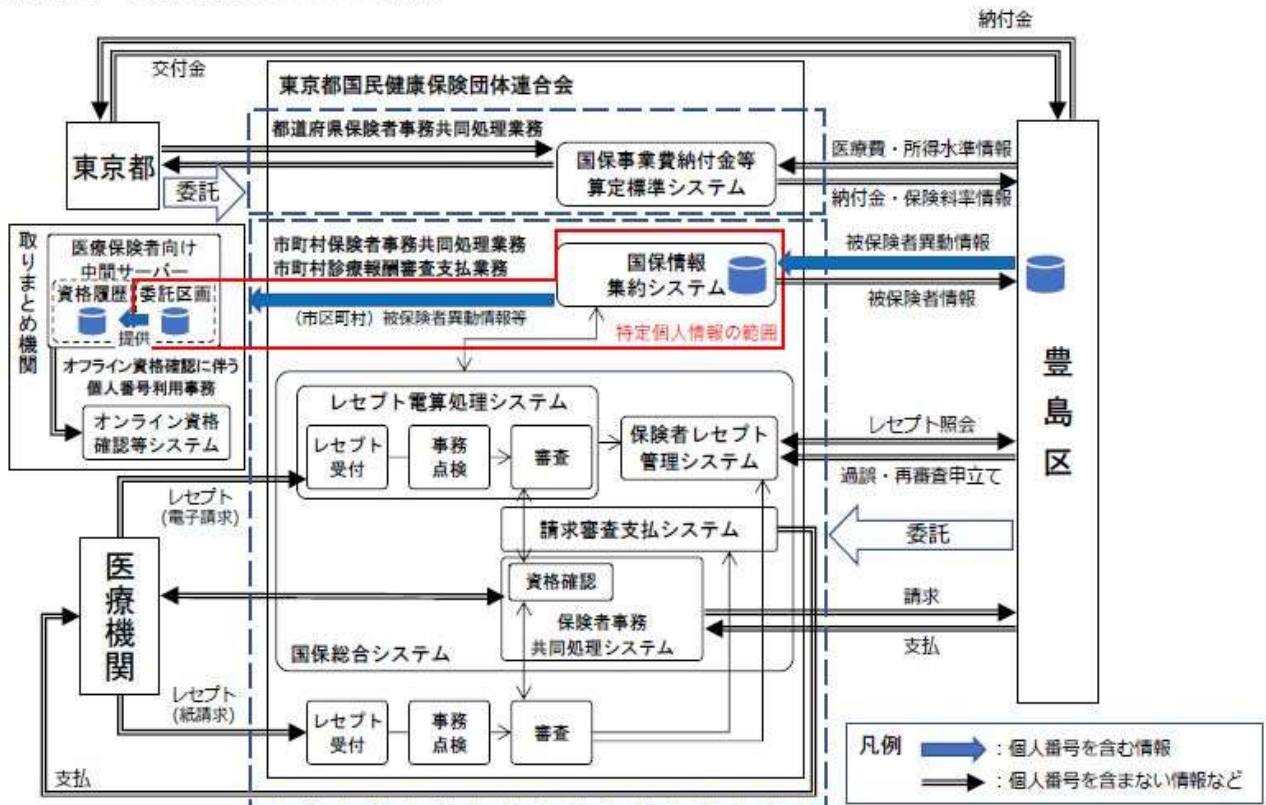 納付金
交付金
東京都国民健康保険団体連合会
都道府県保険者事務共同処理業務
東京都
委託
国保事業費納付金等
算定標準システム
医療費・所得水準情報
納付金・保険料率情報
取りまとめ機関
医療保険者向け
中間サーバー
資格履歴
委託区画
提供
オフライン資格確認に伴う
個人番号利用事務
オンライン資格
確認等システム
市町村保険者事務共同処理業務
市町村診療報酬審査支払業務
国保情報
集約システム
被保険者異動情報
被保険者情報
(市区町村)被保険者異動情報等
特定個人情報の範囲
豊島区
レセプト電算処理システム
レセプト
受付
事務
点検
審査
保険者レセプト
管理システム
レセプト照会
過誤・再審査申立て
レセプト
(電子請求)
請求審査支払システム
委託
医療機関
資格確認
保険者事務
共同処理システム
請求
支払
国保総合システム
レセプト
(紙請求)
レセプト
受付
事務
点検
審査
支払
凡例
:個人番号を含む情報
:個人番号を含まない情報など